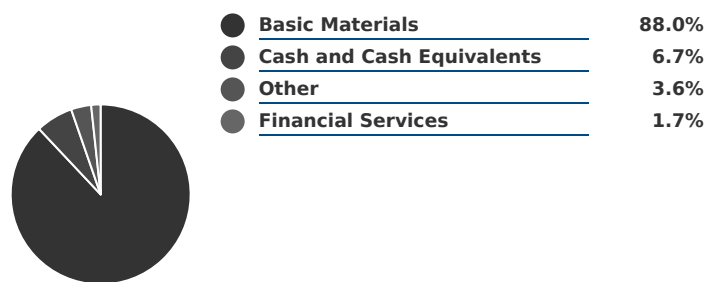 Basic Materials 88.0%
Cash and Cash Equivalents 6.7%
Other 3.6%
Financial Services 1.7%